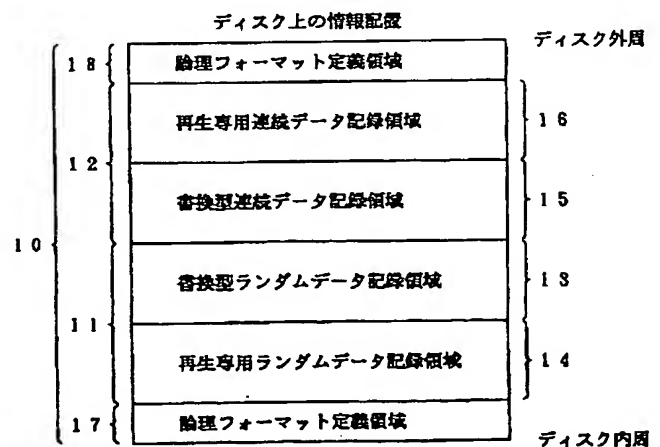 ディスク上の情報配置
ディスク外周
18
論理フォーマット定義領域
再生専用連続データ記録領域
16
12
書換型連続データ記録領域
15
10
書換型ランダムデータ記録領域
13
11
再生専用ランダムデータ記録領域
14
17
論理フォーマット定義領域
ディスク内周